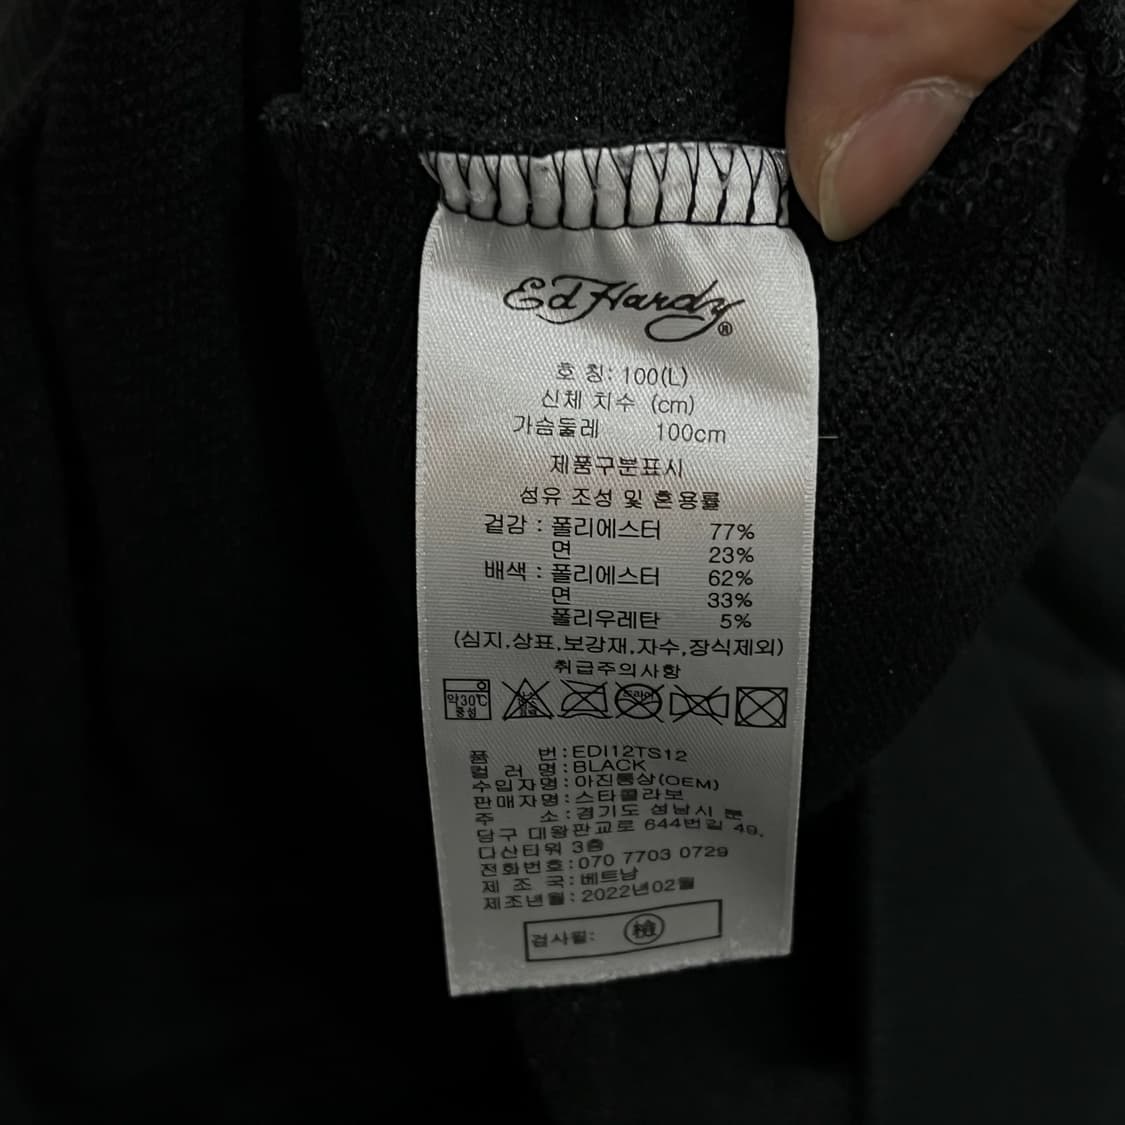 Ed Hardy®
호 칭: 100(L)
신체 치수 (cm)
가슴둘레 100cm
제품구분표시
섬유 조성 및 혼용률
겉감 : 폴리에스터 77%
면 23%
배색 : 폴리에스터 62%
면 33%
폴리우레탄 5%
(심지,상표,보강재,자수,장식제외)
취급주의사항
약30℃
중성
염소
표백
드라이
품 번:EDI12TS12
컬 러 명:BLACK
수입자명:아진통상(OEM)
판매자명:스타콜라보
주 소:경기도 성남시 분
당구 대왕판교로 644번길 49,
다산타워 3층
전화번호:070 7703 0729
제 조 국:베트남
제조년월:2022년02월
검사필: 檢